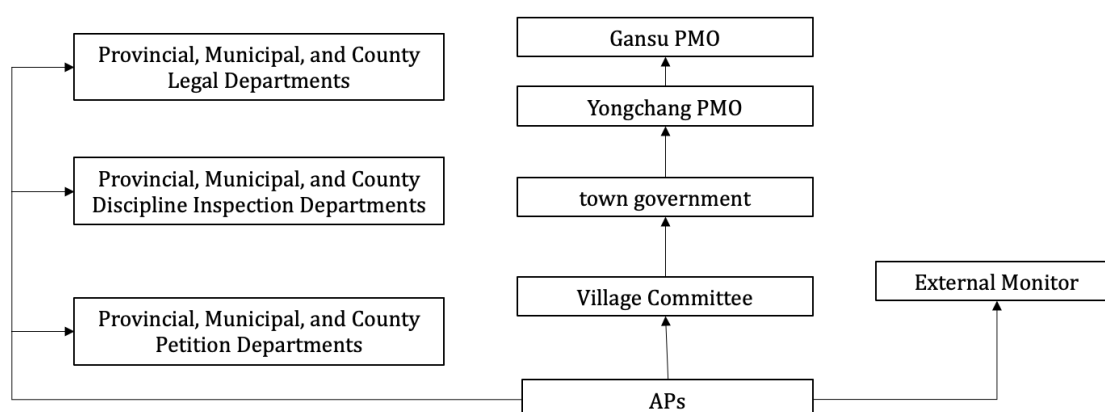 Provincial, Municipal, and County
Legal Departments
Provincial, Municipal, and County
Discipline Inspection Departments
Provincial, Municipal, and County
Petition Departments
Gansu PMO
Yongchang PMO
town government
Village Committee
APs
External Monitor